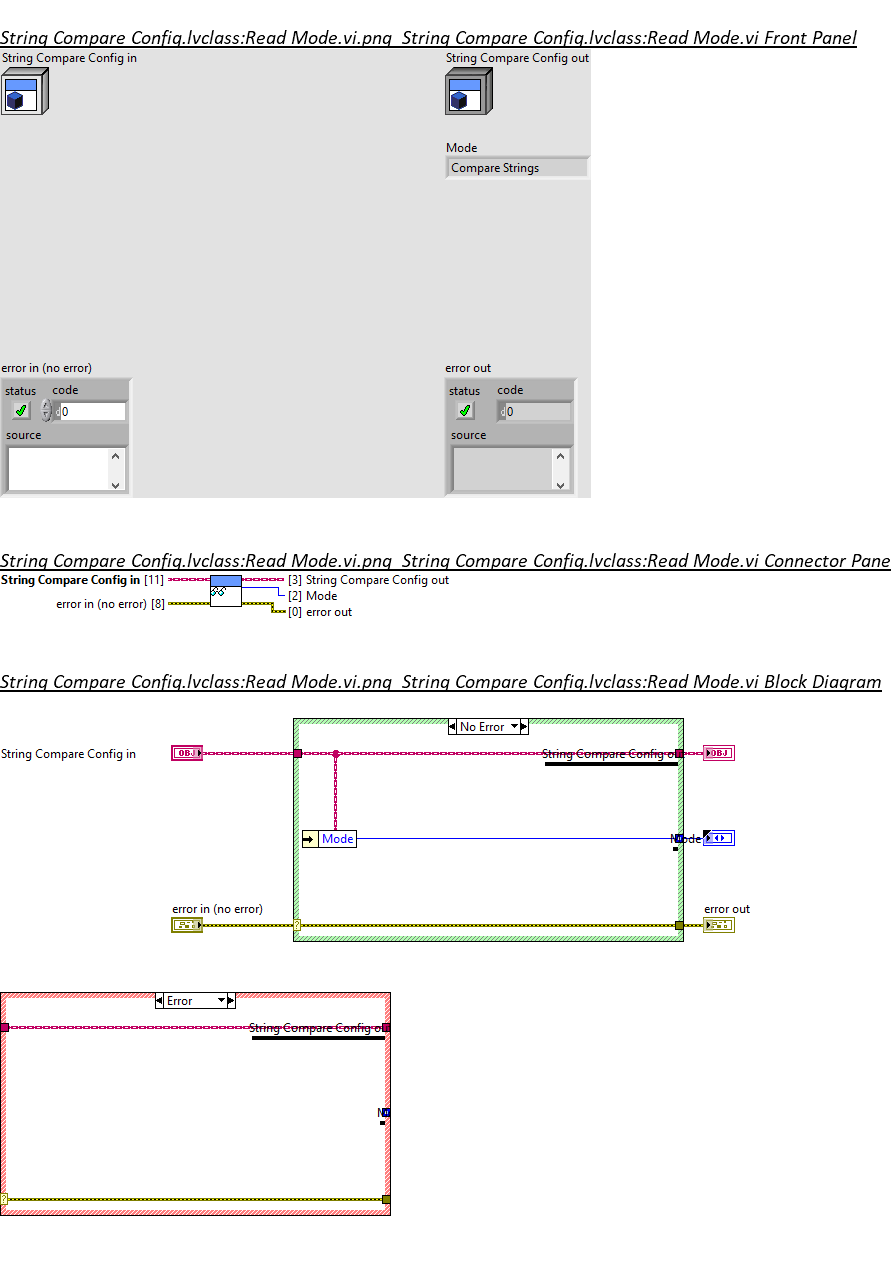 String Compare Config.lvclass:Read Mode.vi.png String Compare Config.lvclass:Read Mode.vi Front Panel
String Compare Config in
String Compare Config out
Mode
Compare Strings
error in (no error)
error out
status code
status code
d 0
d 0
source
source
String Compare Config.lvclass:Read Mode.vi.png String Compare Config.lvclass:Read Mode.vi Connector Pane
String Compare Config in [11]
[3] String Compare Config out
[2] Mode
error in (no error) [8]
[0] error out
String Compare Config.lvclass:Read Mode.vi.png String Compare Config.lvclass:Read Mode.vi Block Diagram
No Error
String Compare Config in
OBJ
String Compare Config ou
OBJ
Mode
Mode
error in (no error)
error out
?
Error
String Compare Config ou
M
?